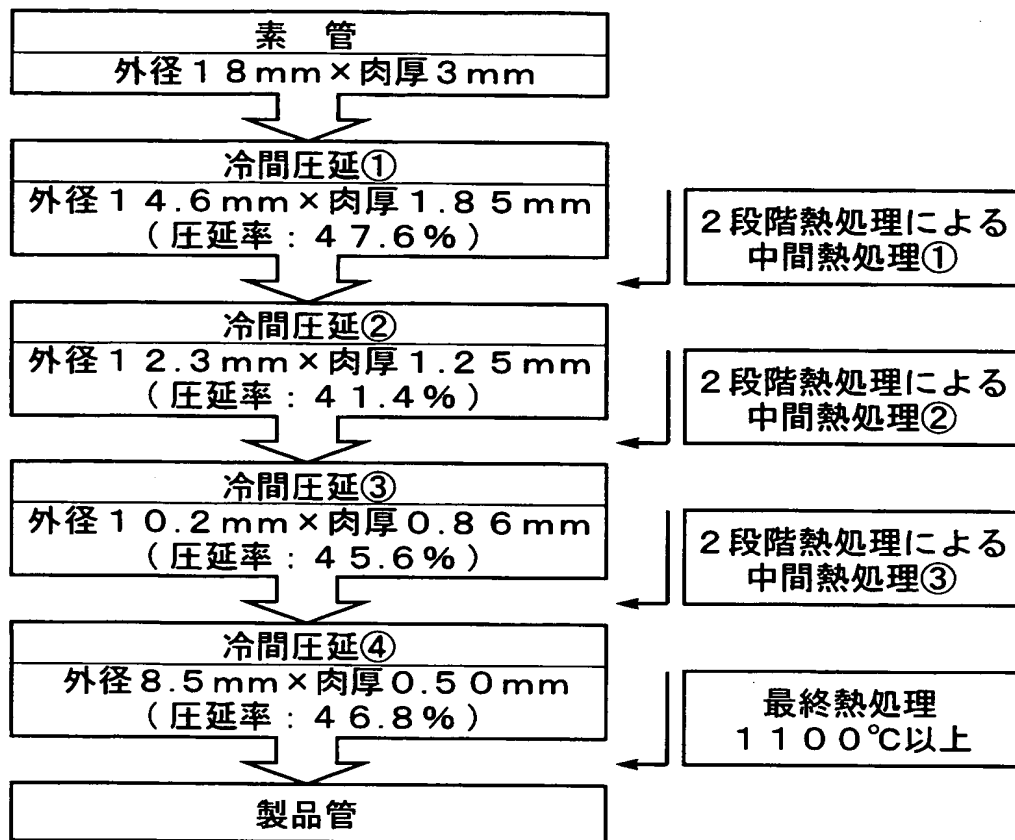 素 管
外径18mm×肉厚3mm
冷間圧延①
外径14.6mm×肉厚1.85mm
(圧延率:47.6%)
2段階熱処理による
中間熱処理①
冷間圧延②
外径12.3mm×肉厚1.25mm
(圧延率:41.4%)
2段階熱処理による
中間熱処理②
冷間圧延③
外径10.2mm×肉厚0.86mm
(圧延率:45.6%)
2段階熱処理による
中間熱処理③
冷間圧延④
外径8.5mm×肉厚0.50mm
(圧延率:46.8%)
最終熱処理
1100℃以上
製品管